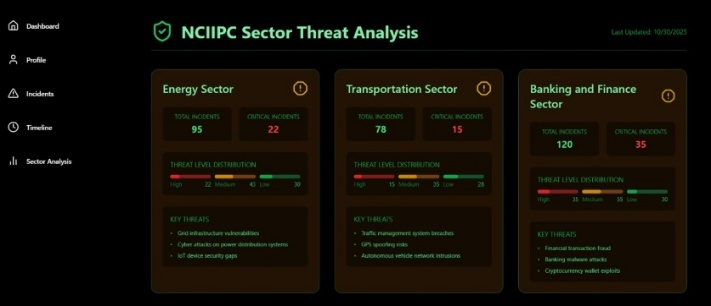 Dashboard
Profile
Incidents
Timeline
Sector Analysis
NCIIPC Sector Threat Analysis
Last Updated: 10/30/2025
Energy Sector
TOTAL INCIDENTS
95
CRITICAL INCIDENTS
22
THREAT LEVEL DISTRIBUTION
High 22 Medium 43 Low 30
KEY THREATS
• Grid infrastructure vulnerabilities
• Cyber attacks on power distribution systems
• IoT device security gaps
Transportation Sector
TOTAL INCIDENTS
78
CRITICAL INCIDENTS
15
THREAT LEVEL DISTRIBUTION
High 15 Medium 35 Low 28
KEY THREATS
• Traffic management system breaches
• GPS spoofing risks
• Autonomous vehicle network intrusions
Banking and Finance
Sector
TOTAL INCIDENTS
120
CRITICAL INCIDENTS
35
THREAT LEVEL DISTRIBUTION
High 35 Medium Low 30
KEY THREATS
• Financial transaction fraud
• Banking malware attacks
• Cryptocurrency wallet exploits